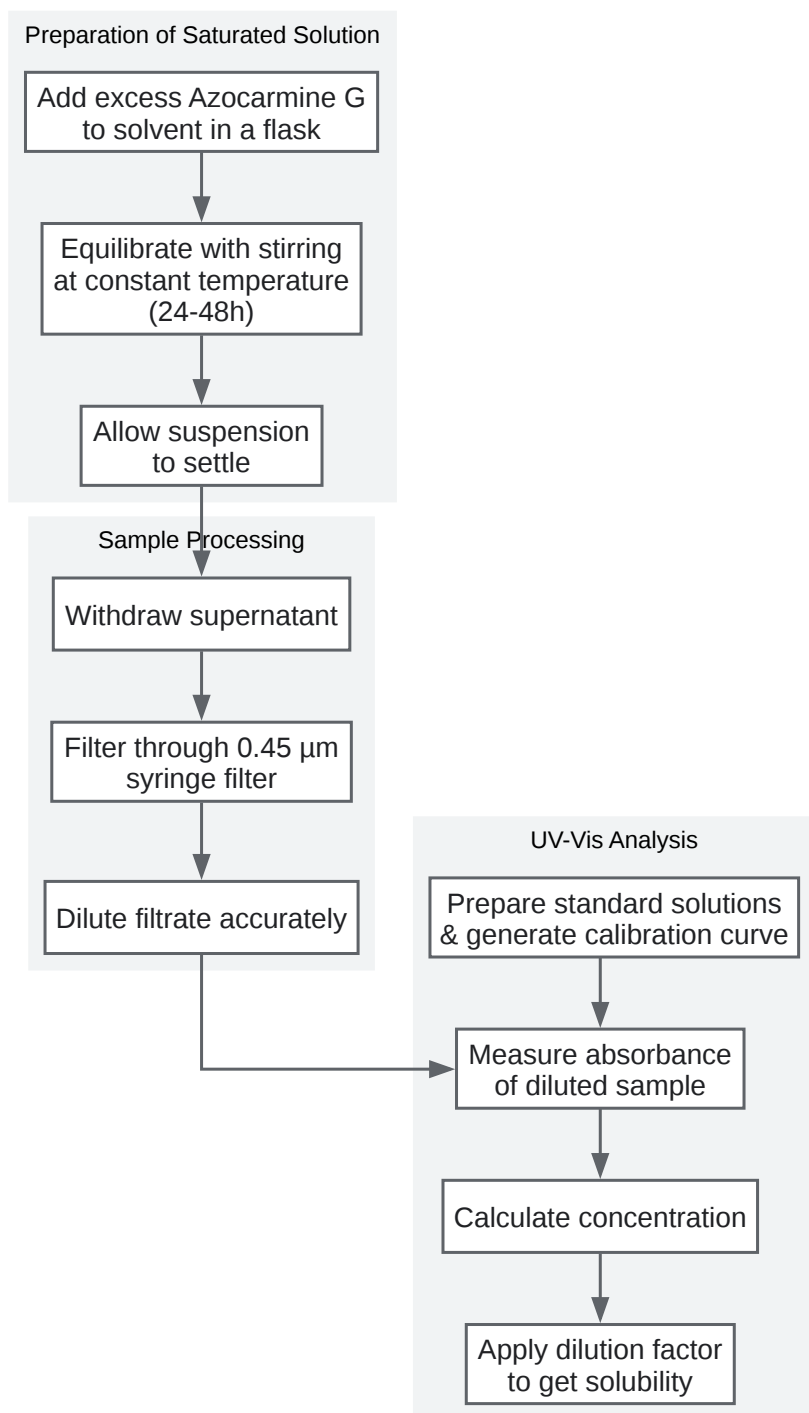 Preparation of Saturated Solution
Add excess Azocarmine G
to solvent in a flask
Equilibrate with stirring
at constant temperature
(24-48h)
Allow suspension
to settle
Sample Processing
Withdraw supernatant
Filter through 0.45 µm
syringe filter
Dilute filtrate accurately
UV-Vis Analysis
Prepare standard solutions
& generate calibration curve
Measure absorbance
of diluted sample
Calculate concentration
Apply dilution factor
to get solubility